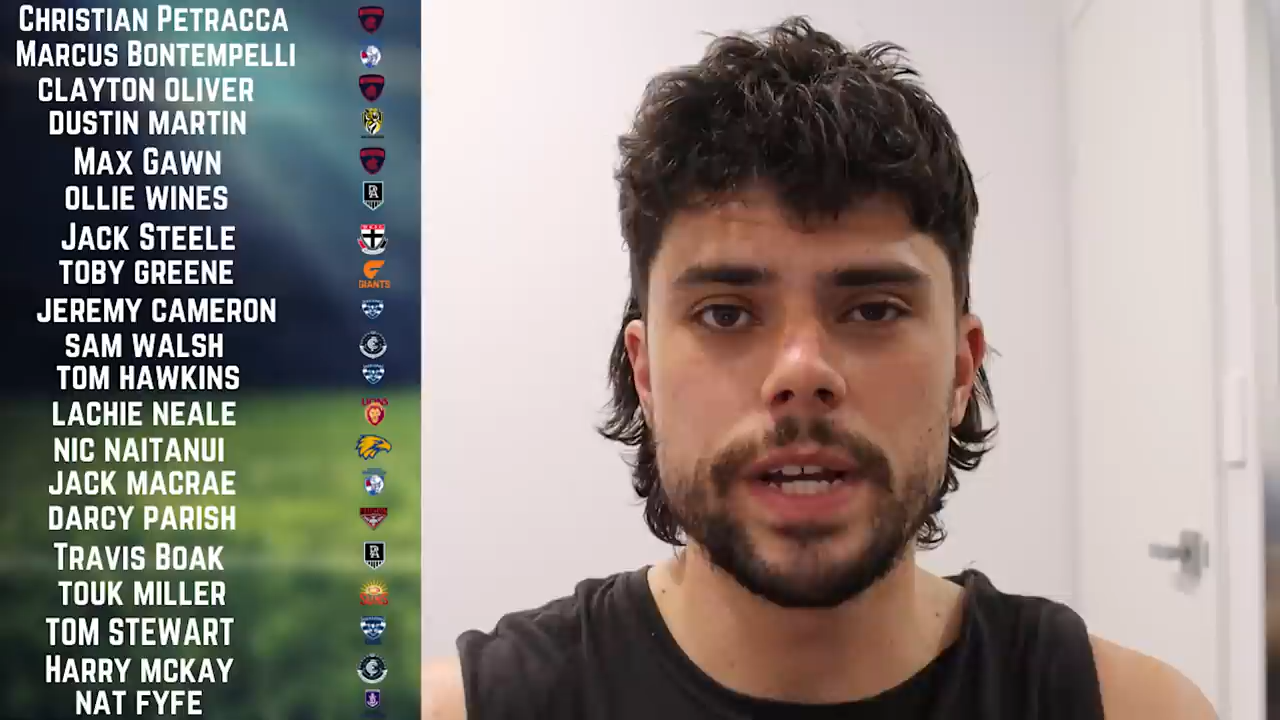 CHRISTIAN PETRACCA
MARCUS BONTEMPELLI
CLAYTON OLIVER
DUSTIN MARTIN
MAX GAWN
OLLIE WINES
JACK STEELE
TOBY GREENE
GIANTS
JEREMY CAMERON
SAM WALSH
TOM HAWKINS
LACHIE NEALE
LIONS
NIC NAITANUI
JACK MACRAE
DARCY PARISH
TRAVIS BOAK
TOUK MILLER
TOM STEWART
HARRY MCKAY
NAT FYFE